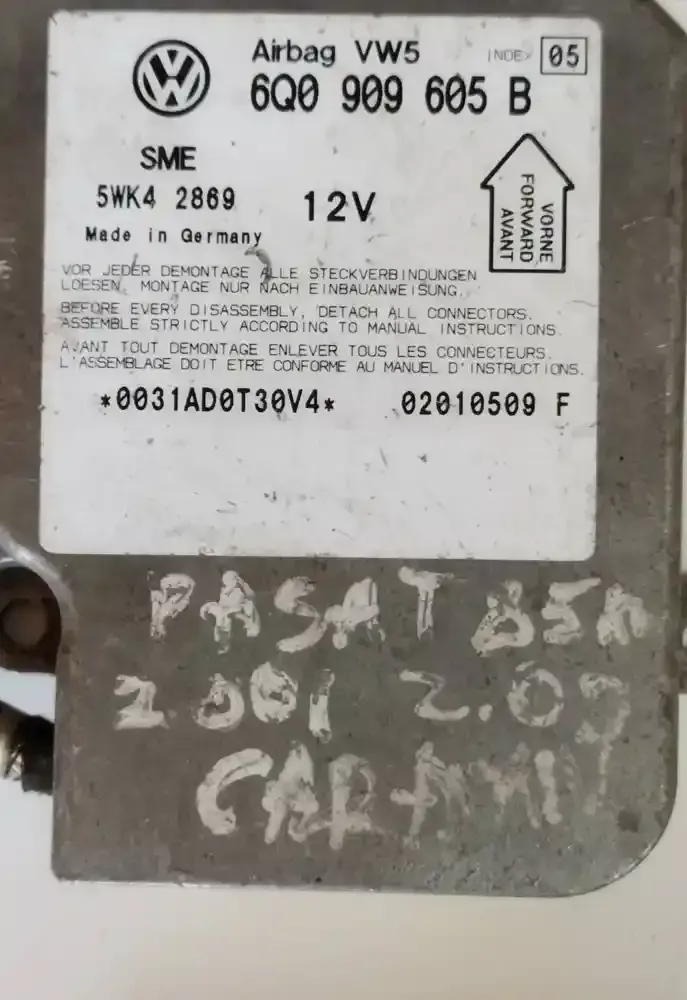 Airbag VW5 INDEX 05
6Q0 909 605 B
SME
5WK4 2869 12V
Made in Germany
VORNE
FORWARD
AVANT
VOR JEDER DEMONTAGE ALLE STECKVERBINDUNGEN
LOESEN. MONTAGE NUR NACH EINBAUANWEISUNG.
BEFORE EVERY DISASSEMBLY, DETACH ALL CONNECTORS.
ASSEMBLE STRICTLY ACCORDING TO MANUAL INSTRUCTIONS.
AVANT TOUT DEMONTAGE ENLEVER TOUS LES CONNECTEURS.
L'ASSEMBLAGE DOIT ETRE CONFORME AU MANUEL D'INSTRUCTIONS.
*0031AD0T30V4* 02010509 F
PASAT
2001